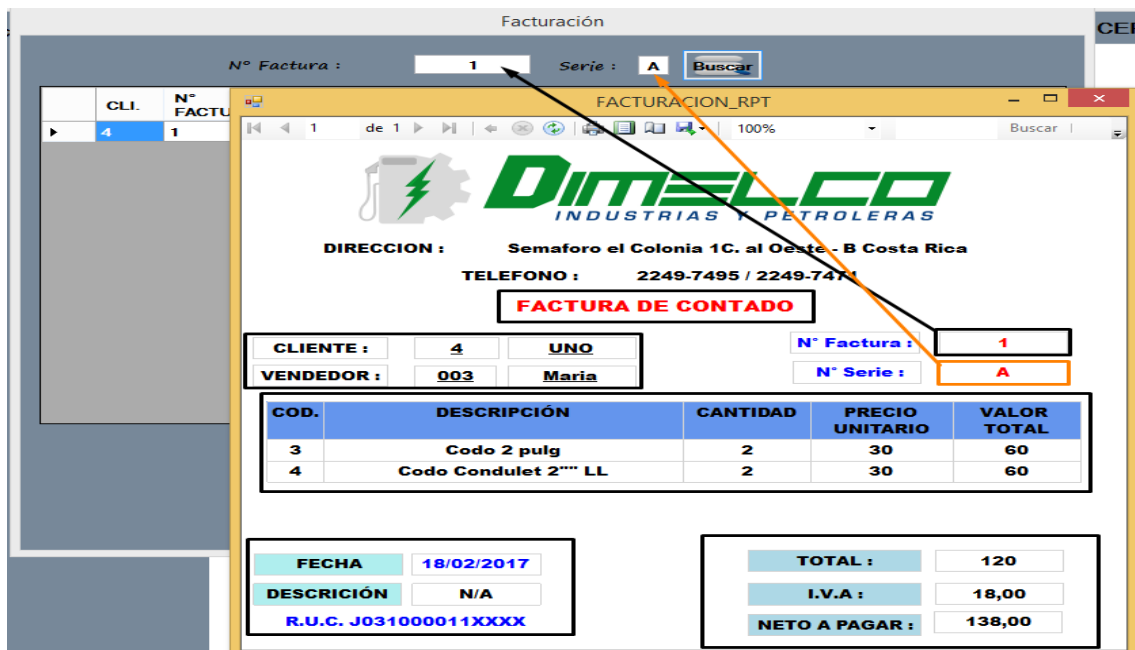 Facturación
CER
N° Factura : 1 Serie : A Buscar
CLI. N° FACTU
4 1
FACTURACION_RPT
1 de 1 100% Buscar
DIMELCO
INDUSTRIAS Y PETROLERAS
DIRECCION : Semaforo el Colonia 1C. al Oeste - B Costa Rica
TELEFONO : 2249-7495 / 2249-7471
FACTURA DE CONTADO
CLIENTE : 4 UNO N° Factura : 1
VENDEDOR : 003 Maria N° Serie : A
COD. DESCRIPCIÓN CANTIDAD PRECIO UNITARIO VALOR TOTAL
3 Codo 2 pulg 2 30 60
4 Codo Condulet 2"" LL 2 30 60
FECHA 18/02/2017 TOTAL : 120
DESCRICIÓN N/A I.V.A : 18,00
R.U.C. J031000011XXXX NETO A PAGAR : 138,00